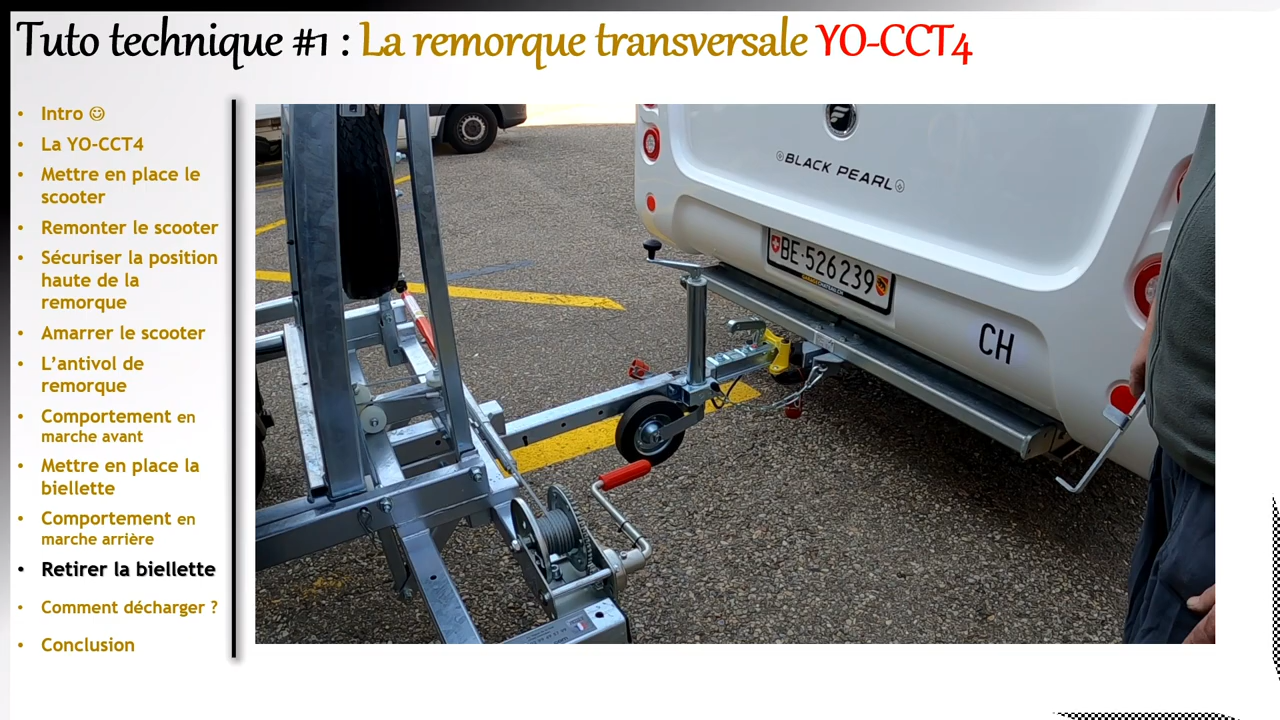 Tuto technique #1 : La remorque transversale YO-CCT4
• Intro ☺
• La YO-CCT4
• Mettre en place le
scooter
• Remonter le scooter
• Sécuriser la position
haute de la
remorque
• Amarrer le scooter
• L’antivol de
remorque
• Comportement en
marche avant
• Mettre en place la
biellette
• Comportement en
marche arrière
• Retirer la biellette
• Comment décharger ?
• Conclusion
BLACK PEARL
BE·526239
CH